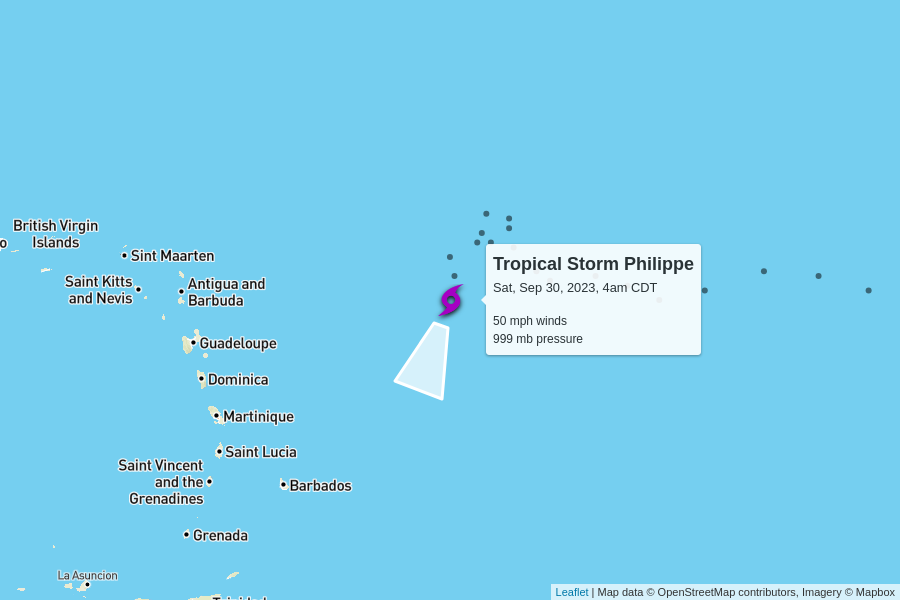 British Virgin
Islands
o
Sint Maarten
Saint Kitts
and Nevis
Antigua and
Barbuda
Guadeloupe
Dominica
Martinique
Saint Lucia
Saint Vincent
and the
Grenadines
Barbados
Grenada
La Asuncion
Tropical Storm Philippe
Sat, Sep 30, 2023, 4am CDT
50 mph winds
999 mb pressure
Leaflet | Map data © OpenStreetMap contributors, Imagery © Mapbox